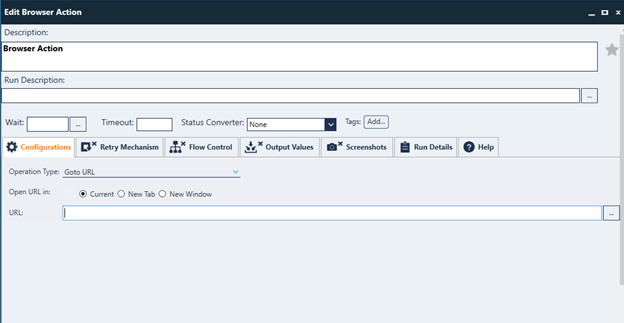 Edit Browser Action
Description:
Browser Action
Run Description:
...
Wait: ... Timeout: Status Converter: None Tags: Add...
Configurations Retry Mechanism Flow Control Output Values Screenshots Run Details Help
Operation Type: Goto URL
Open URL in: Current New Tab New Window
URL: ...